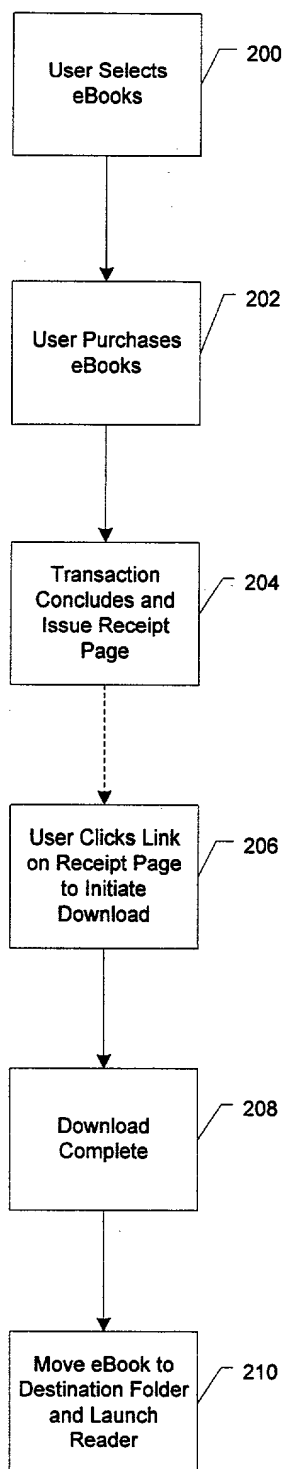 User Selects
eBooks
200
User Purchases
eBooks
202
Transaction
Concludes and
Issue Receipt
Page
204
User Clicks Link
on Receipt Page
to Initiate
Download
206
Download
Complete
208
Move eBook to
Destination Folder
and Launch
Reader
210